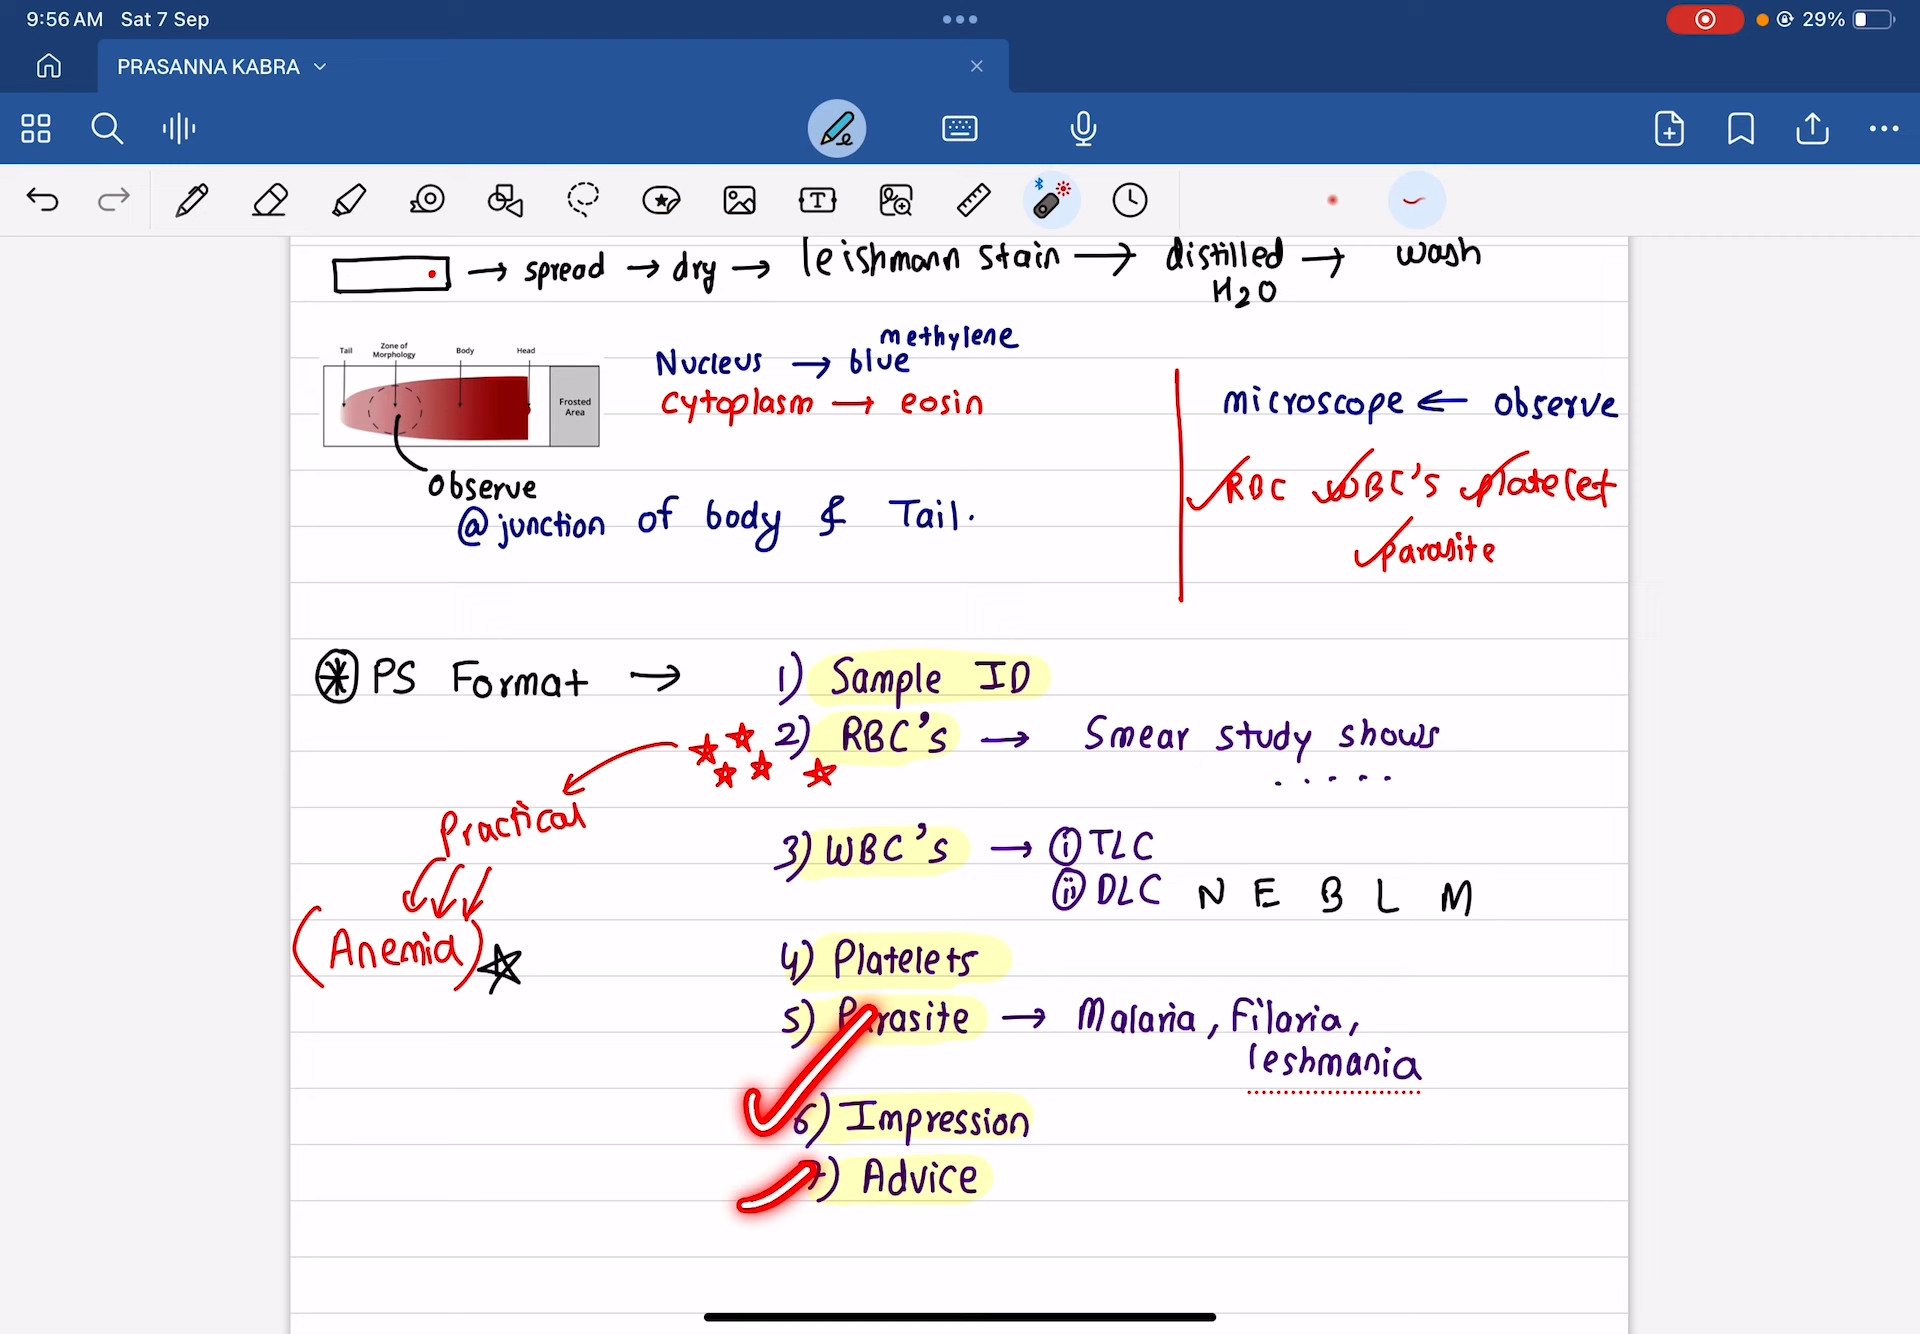 9:56 AM Sat 7 Sep
29%
PRASANNA KABRA
→ spread → dry → leishmann stain → distilled H2O → wash
Tail Zone of Morphology Body Head
Frosted Area
Nucleus → methylene blue
Cytoplasm → eosin
microscope ← observe
RBC WBC's Platelet
Parasite
Observe
@ junction of body & Tail.
PS Format → 1) Sample ID
2) RBC's → Smear study shows
. . . . .
Practical
(Anemia)
3) WBC's → i TLC
ii DLC N E B L M
4) Platelets
5) Parasite → Malaria, Filaria,
leshmania
6) Impression
7) Advice